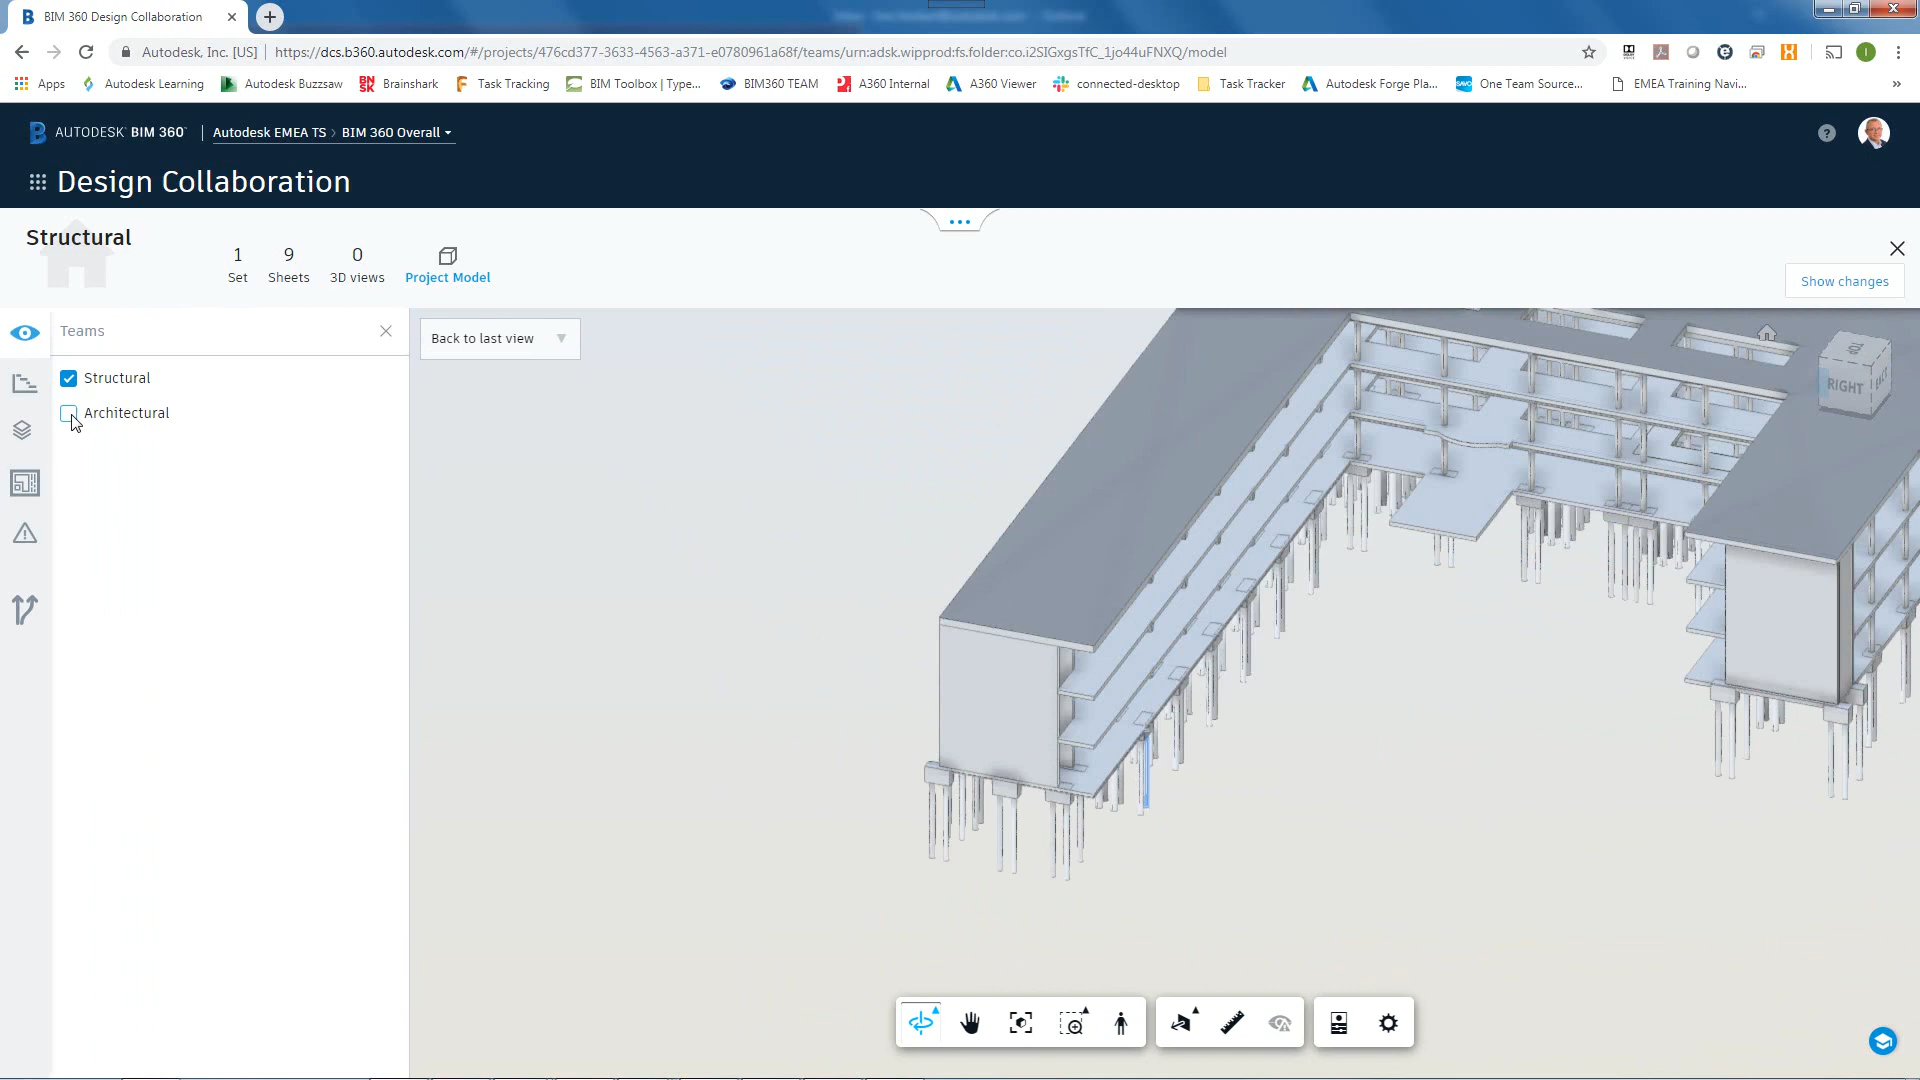 BIM 360 Design Collaboration
Autodesk, Inc. [US] | https://dcs.b360.autodesk.com/#/projects/476cd377-3633-4563-a371-e0780961a68f/teams/urn:adsk.wipprod:fs.folder:co.i2SIGxgsTfC_1jo44uFNXQ/model
Apps Autodesk Learning Autodesk Buzzsaw Brainshark Task Tracking BIM Toolbox | Type... BIM360 TEAM A360 Internal A360 Viewer connected-desktop Task Tracker Autodesk Forge Pla... One Team Source... EMEA Training Navi... »
AUTODESK® BIM 360™ | Autodesk EMEA TS > BIM 360 Overall
Design Collaboration
Structural
1 9 0
Set Sheets 3D views Project Model
Show changes
Teams
Back to last view
Structural
Architectural
TOP
RIGHT